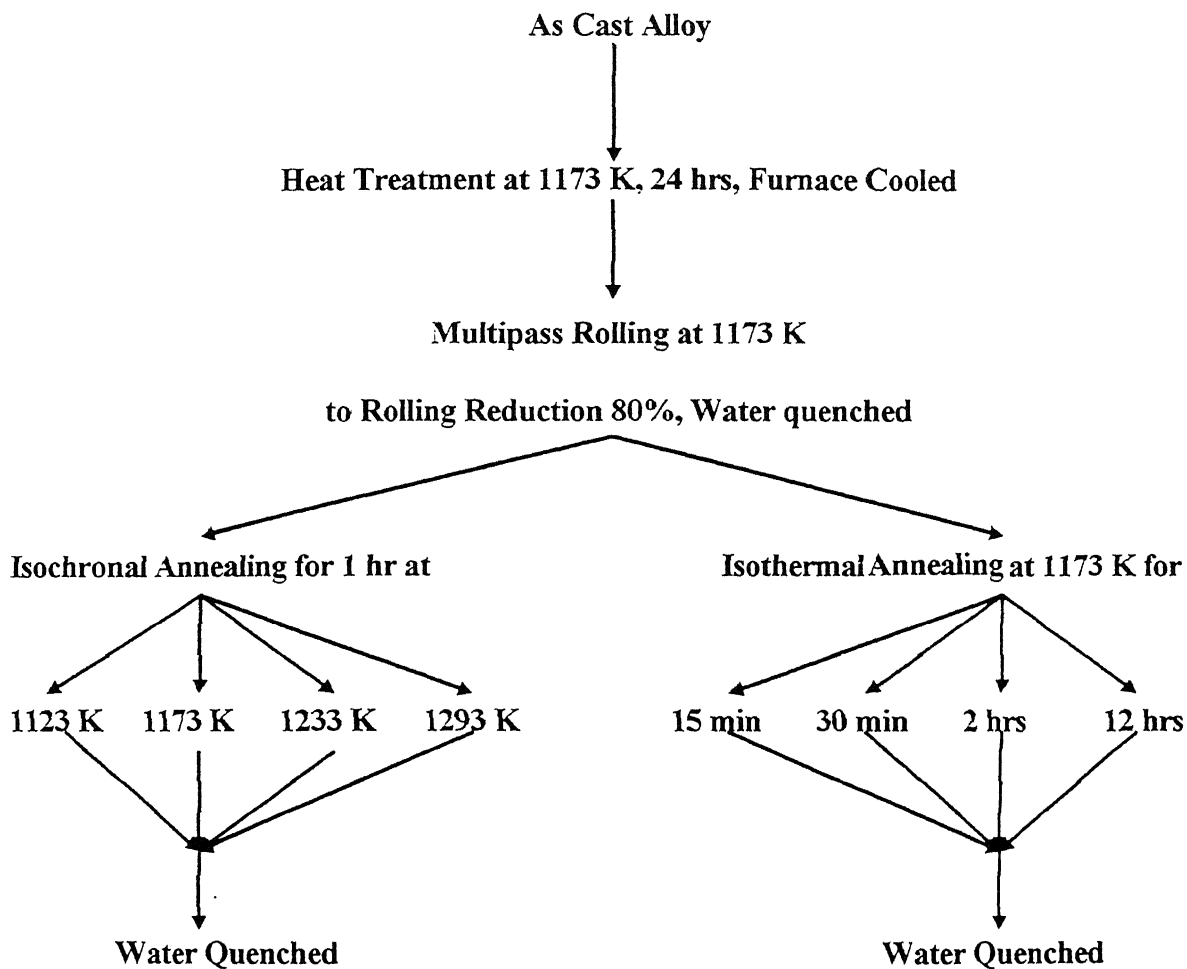 As Cast Alloy
Heat Treatment at 1173 K, 24 hrs, Furnace Cooled
Multipass Rolling at 1173 K
to Rolling Reduction 80%, Water quenched
Isochronal Annealing for 1 hr at
Isothermal Annealing at 1173 K for
1123 K 1173 K 1233 K 1293 K
15 min 30 min 2 hrs 12 hrs
Water Quenched
Water Quenched